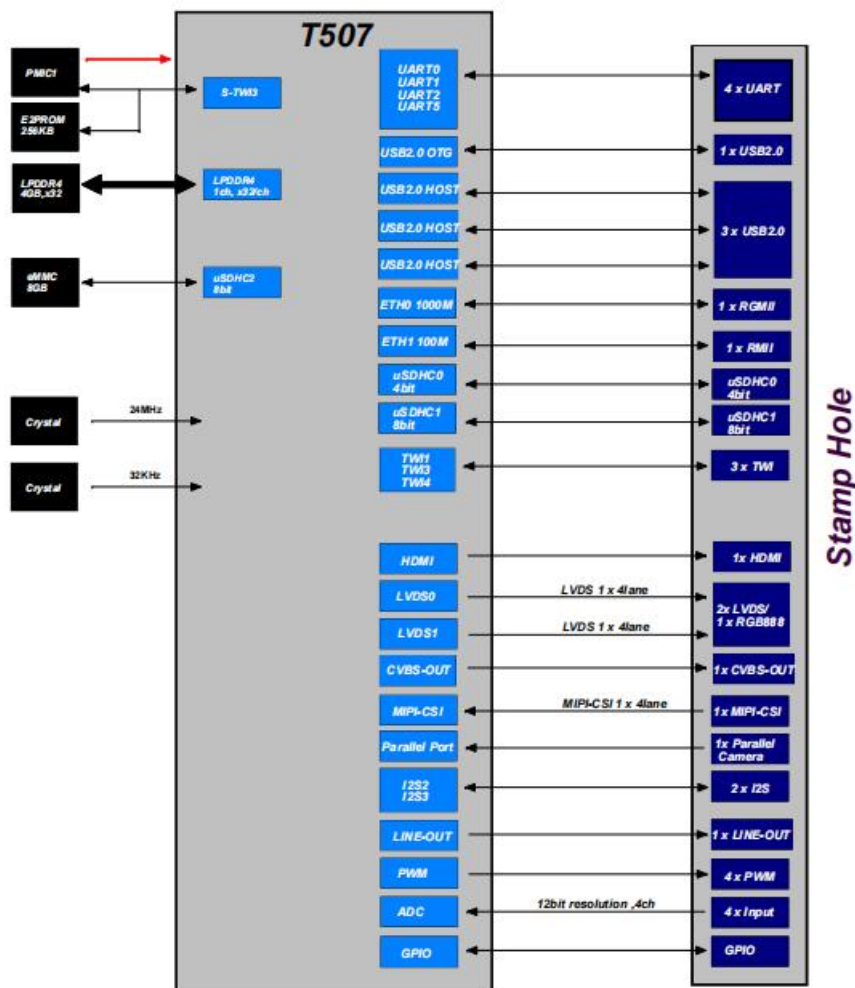 T507
PMIC1
E2PROM
256KB
LPDDR4
4GB,x32
eMMC
8GB
Crystal
24MHz
Crystal
32KHz
S-TWI3
LPDDR4
1ch, x32/ch
uSDHC2
8bit
UART0
UART1
UART2
UART5
USB2.0 OTG
USB2.0 HOST
USB2.0 HOST
USB2.0 HOST
ETH0 1000M
ETH1 100M
uSDHC0
4bit
uSDHC1
8bit
TWI1
TWI3
TWI4
HDMI
LVDS0
LVDS1
CVBS-OUT
MIPI-CSI
Parallel Port
I2S2
I2S3
LINE-OUT
PWM
ADC
GPIO
LVDS 1 x 4lane
LVDS 1 x 4lane
MIPI-CSI 1 x 4lane
12bit resolution ,4ch
4 x UART
1 x USB2.0
3 x USB2.0
1 x RGMII
1 x RMII
uSDHC0
4bit
uSDHC1
8bit
3 x TWI
1x HDMI
2x LVDS/
1 x RGB888
1x CVBS-OUT
1x MIPI-CSI
1x Parallel
Camera
2 x I2S
1x LINE-OUT
4 x PWM
4 x Input
GPIO
Stamp Hole